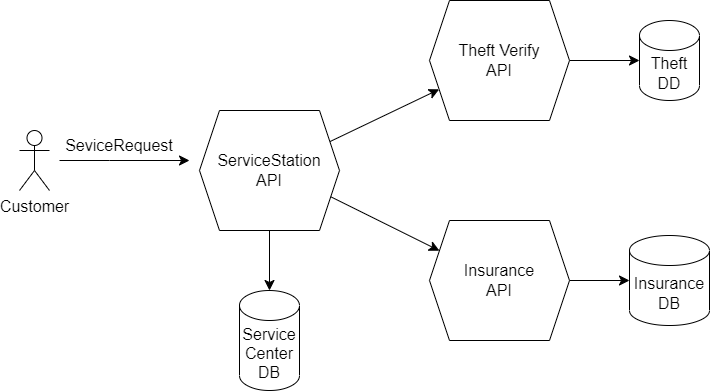 Theft Verify
API
Theft
DD
SeviceRequest
Customer
ServiceStation
API
Insurance
API
Insurance
DB
Service
Center
DB